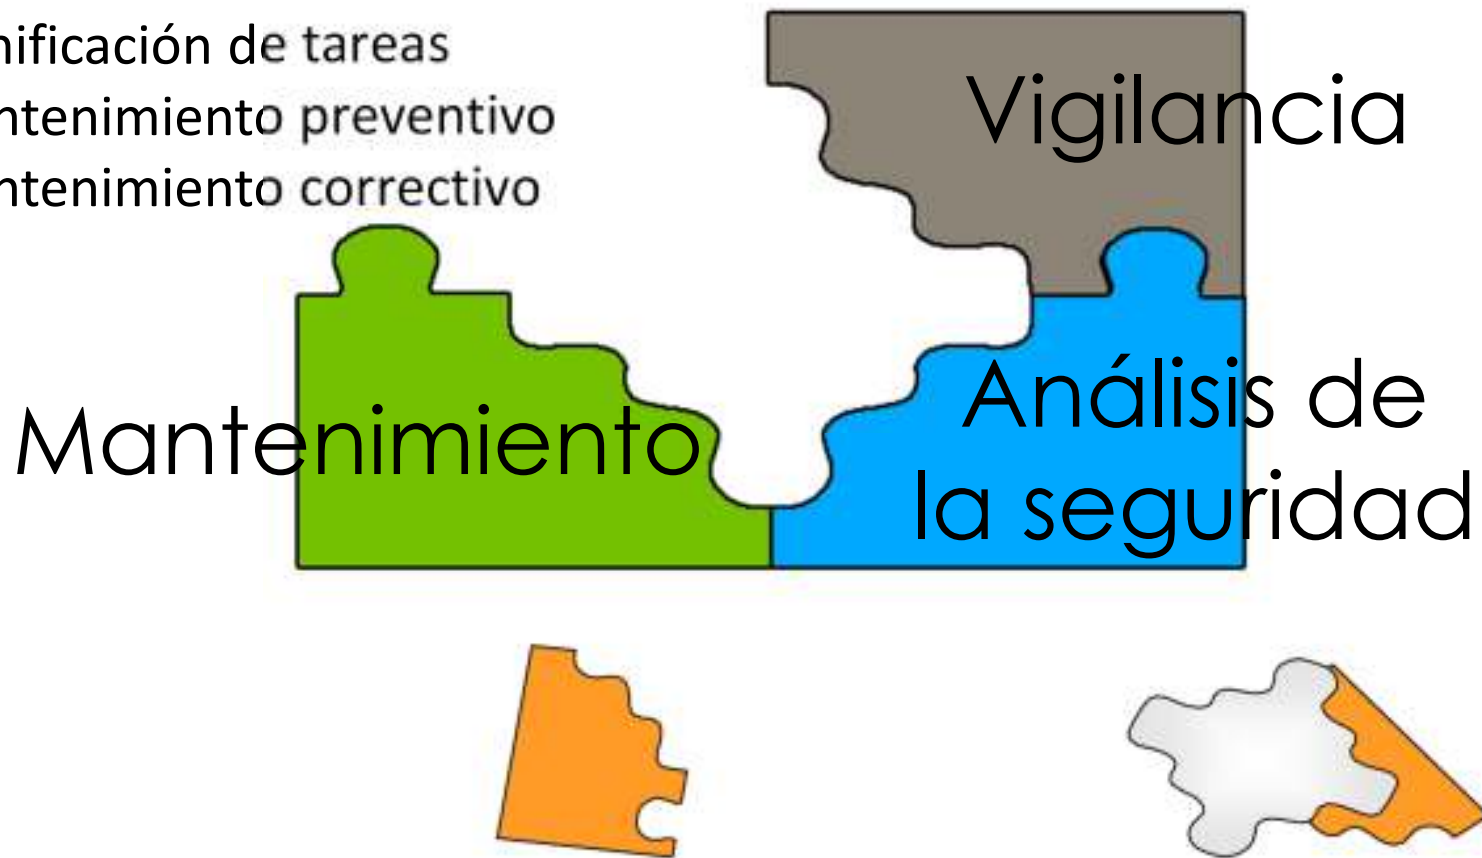 nificación de tareas
ntenimiento preventivo
ntenimiento correctivo
Vigilancia
Mantenimiento
Análisis de
la seguridad